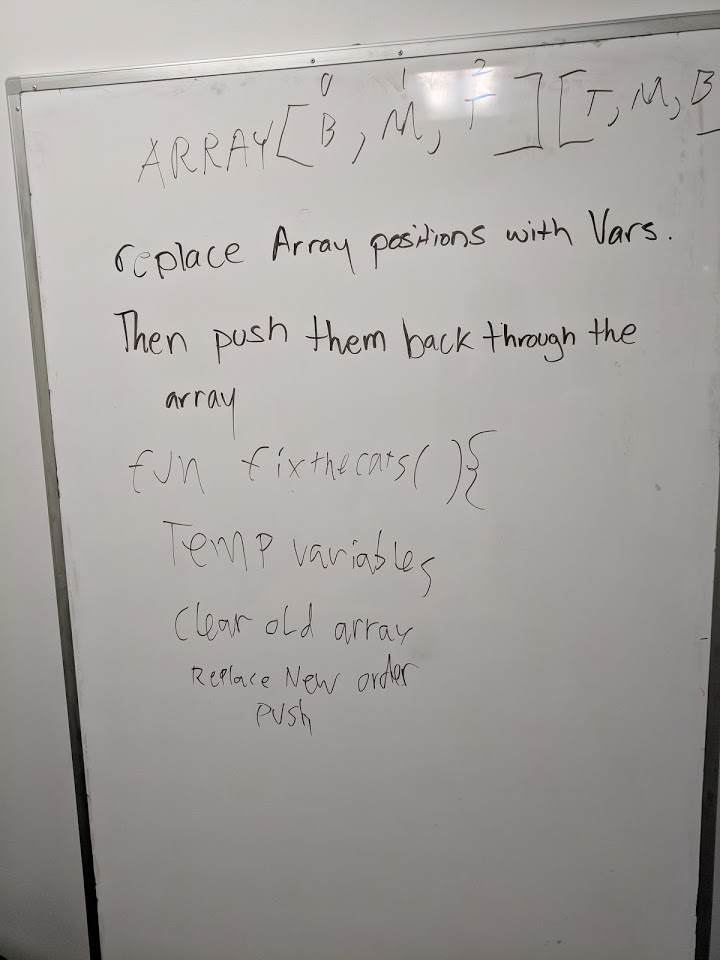 0 1 2
ARRAY[B, M, T][T, M, B]
replace Array positions with Vars.
Then push them back through the
array
fun fixthecats(){
Temp variables
Clear old array
Replace New order
push